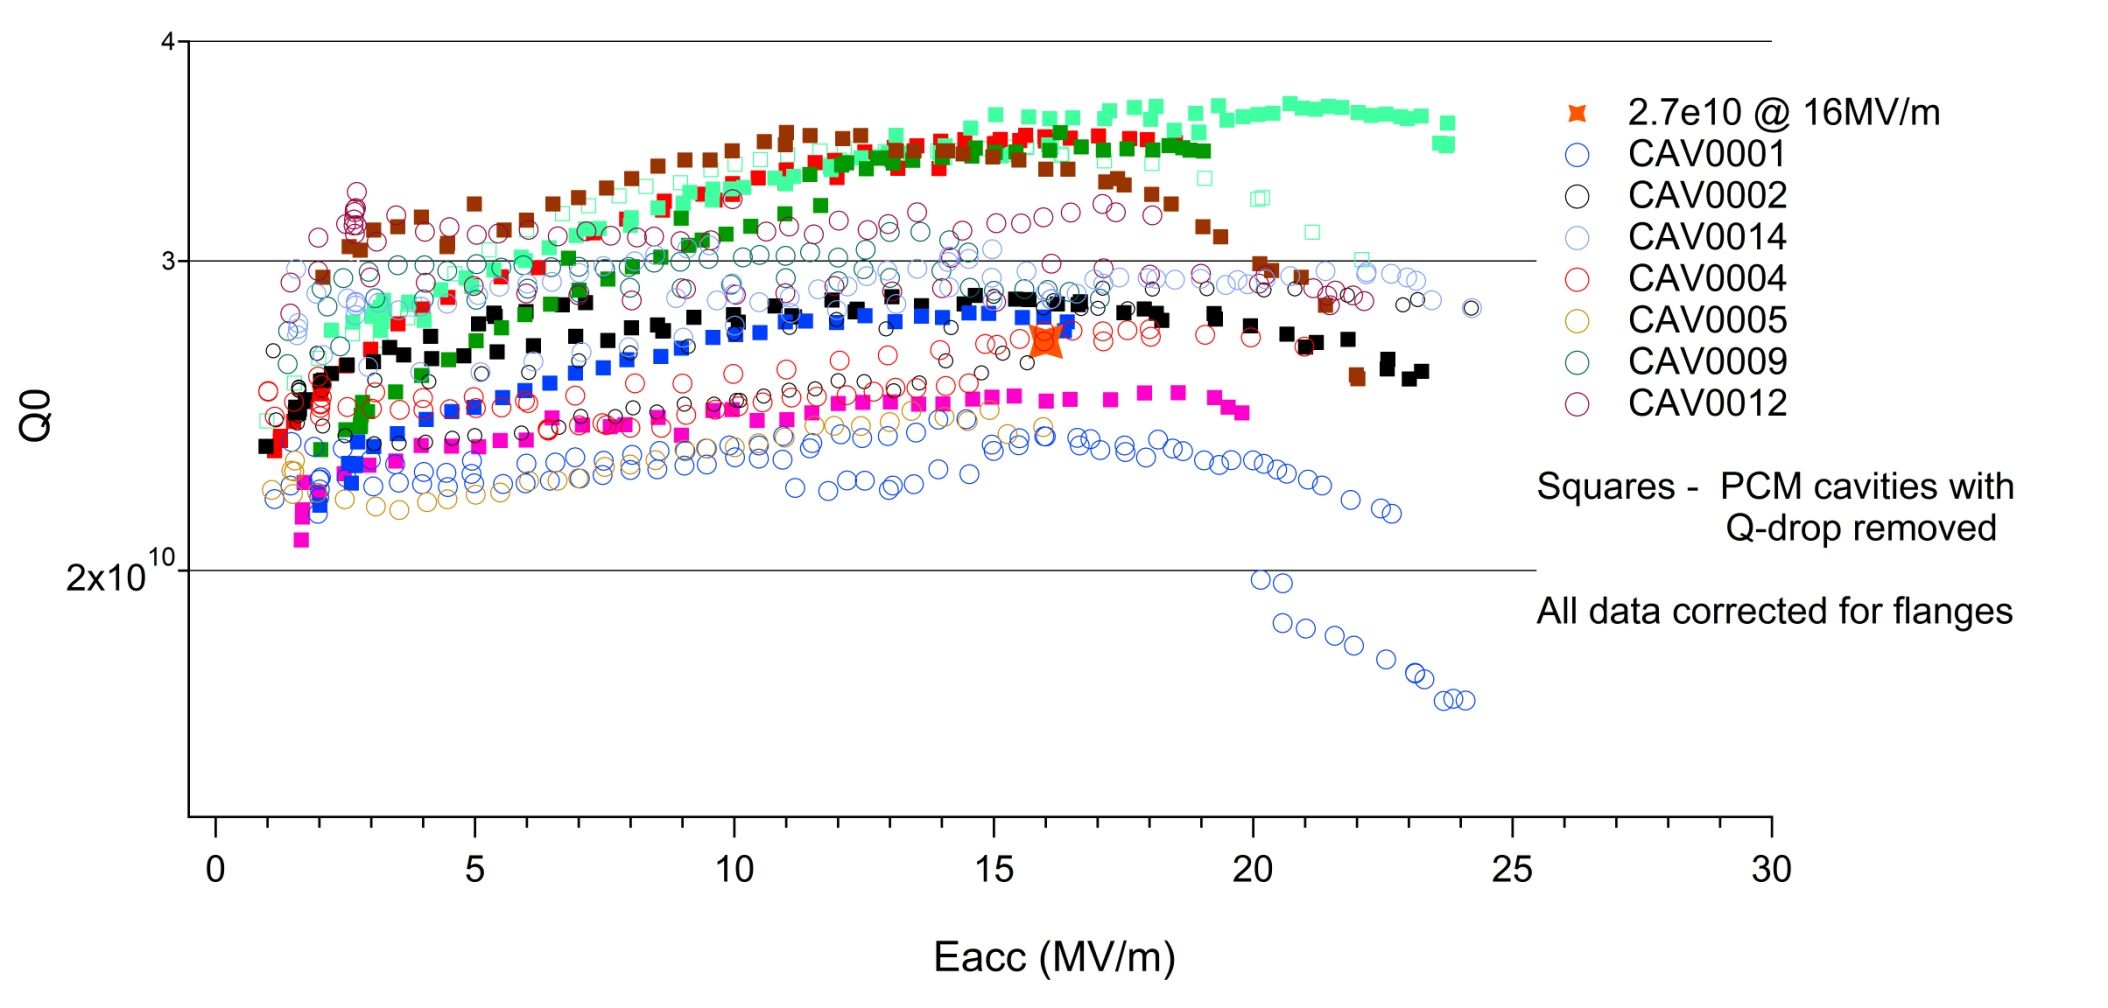 4
3
2x10^10
Q0
0 5 10 15 20 25 30
Eacc (MV/m)
2.7e10 @ 16MV/m
CAV0001
CAV0002
CAV0014
CAV0004
CAV0005
CAV0009
CAV0012
Squares - PCM cavities with
Q-drop removed
All data corrected for flanges